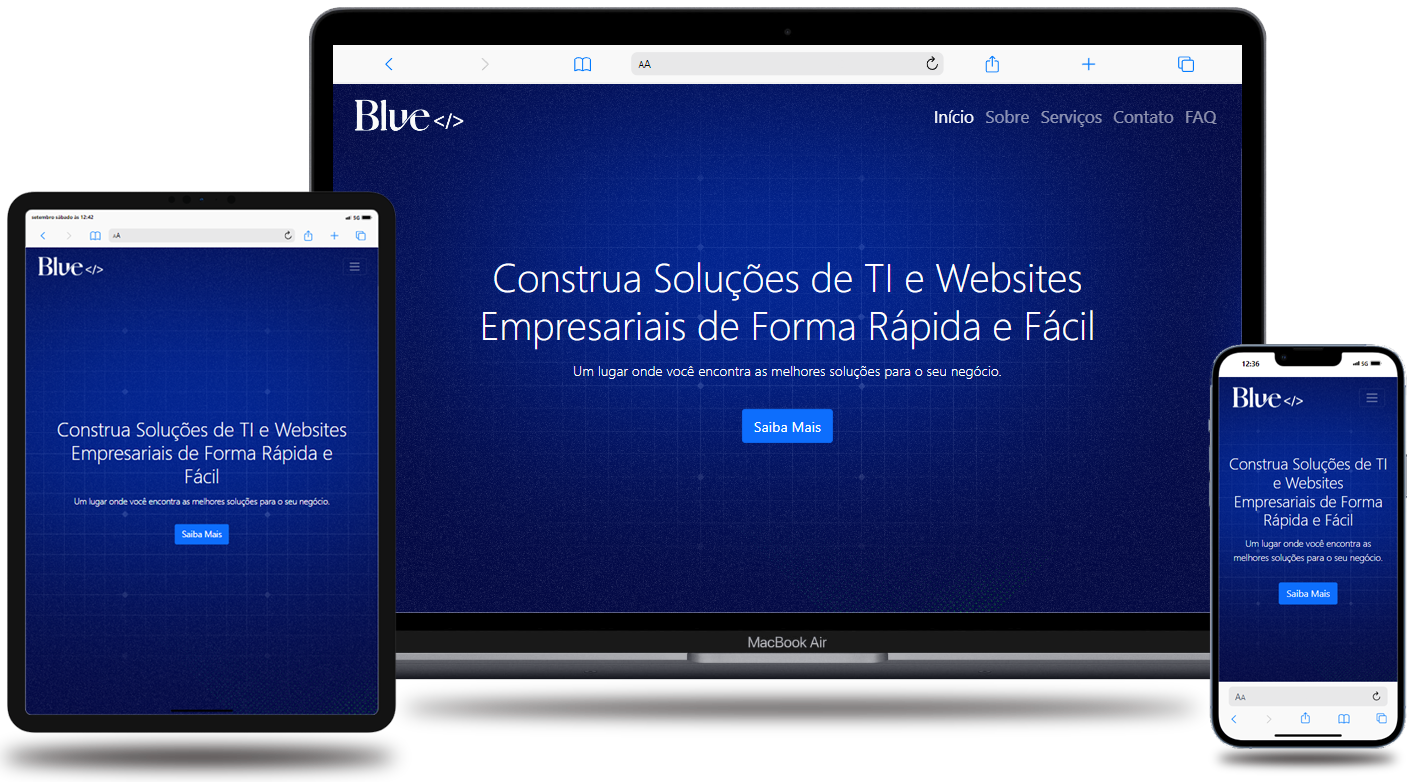 AA
Blue </>
Início Sobre Serviços Contato FAQ
Construa Soluções de TI e Websites
Empresariais de Forma Rápida e Fácil
Um lugar onde você encontra as melhores soluções para o seu negócio.
Saiba Mais
MacBook Air
setembro sábado às 12:42
5G
AA
Blue </>
Construa Soluções de TI e Websites
Empresariais de Forma Rápida e
Fácil
Um lugar onde você encontra as melhores soluções para o seu negócio.
Saiba Mais
12:36
5G
Blue </>
Construa Soluções de TI
e Websites
Empresariais de Forma
Rápida e Fácil
Um lugar onde você encontra as
melhores soluções para o seu negócio.
Saiba Mais
AA